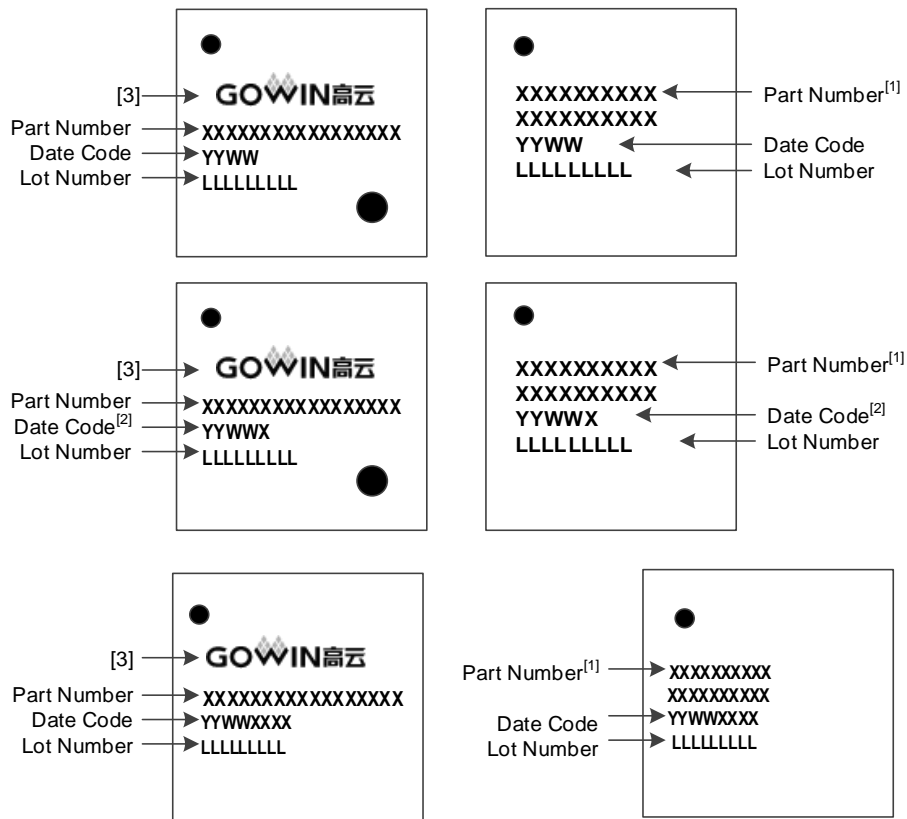 [3] GOWIN高云
Part Number XXXXXXXXXXXXXXXXX
Date Code YYWW
Lot Number LLLLLLLLL
XXXXXXXXXX Part Number[1]
XXXXXXXXXX
YYWW Date Code
LLLLLLLLL Lot Number
[3] GOWIN高云
Part Number XXXXXXXXXXXXXXXXX
Date Code[2] YYWWX
Lot Number LLLLLLLLL
XXXXXXXXXX Part Number[1]
XXXXXXXXXX
YYWWX Date Code[2]
LLLLLLLLL Lot Number
[3] GOWIN高云
Part Number XXXXXXXXXXXXXXXXX
Date Code YYWWXXXX
Lot Number LLLLLLLLL
Part Number[1] XXXXXXXXXX
XXXXXXXXXX
Date Code YYWWXXXX
Lot Number LLLLLLLLL